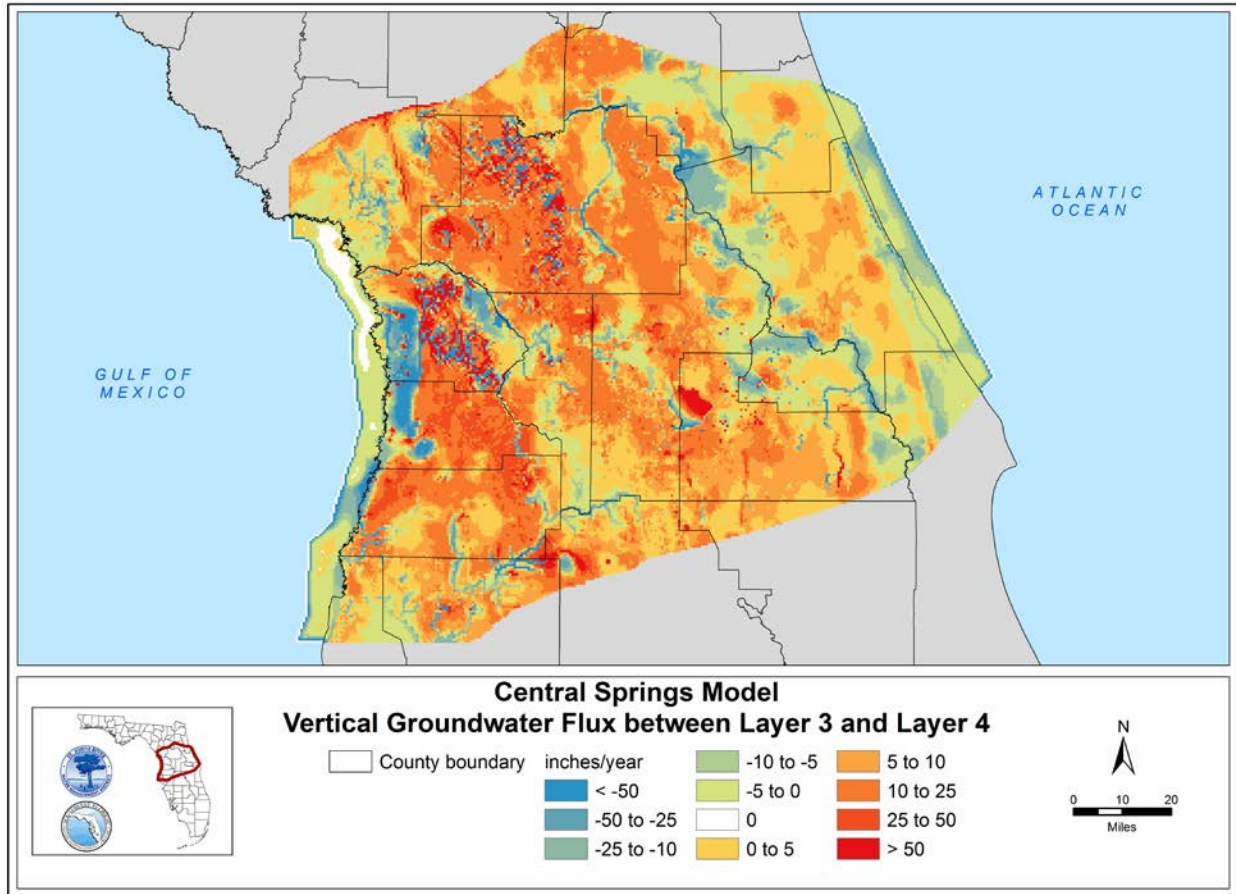 GULF OF
MEXICO
ATLANTIC
OCEAN
Central Springs Model
Vertical Groundwater Flux between Layer 3 and Layer 4
County boundary
inches/year
< -50
-50 to -25
-25 to -10
-10 to -5
-5 to 0
0
0 to 5
5 to 10
10 to 25
25 to 50
> 50
N
0 10 20
Miles